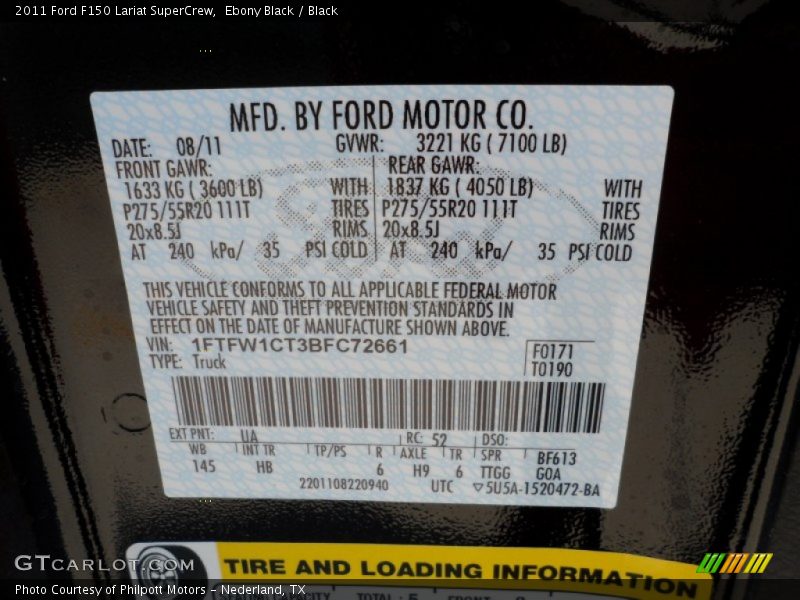 2011 Ford F150 Lariat SuperCrew,  Ebony Black / Black
MFD. BY FORD MOTOR CO.
DATE: 08/11 GVWR: 3221 KG ( 7100 LB)
FRONT GAWR: REAR GAWR:
1633 KG ( 3600 LB) WITH 1837 KG ( 4050 LB) WITH
P275/55R20 111T TIRES P275/55R20 111T TIRES
20x8.5J RIMS 20x8.5J RIMS
AT 240 kPa/ 35 PSI COLD AT 240 kPa/ 35 PSI COLD
THIS VEHICLE CONFORMS TO ALL APPLICABLE FEDERAL MOTOR
VEHICLE SAFETY AND THEFT PREVENTION STANDARDS IN
EFFECT ON THE DATE OF MANUFACTURE SHOWN ABOVE.
VIN: 1FTFW1CT3BFC72661 F0171
TYPE: Truck T0190
EXT PNT: UA RC: 52 DSO:
WB INT TR TP/PS R AXLE TR SPR BF613
145 HB 6 H9 6 TTGG GOA
2201108220940 UTC ▽5U5A-1520472-BA
TIRE AND LOADING INFORMATION
GTCARLOT.COM
Photo Courtesy of Philpott Motors - Nederland, TX